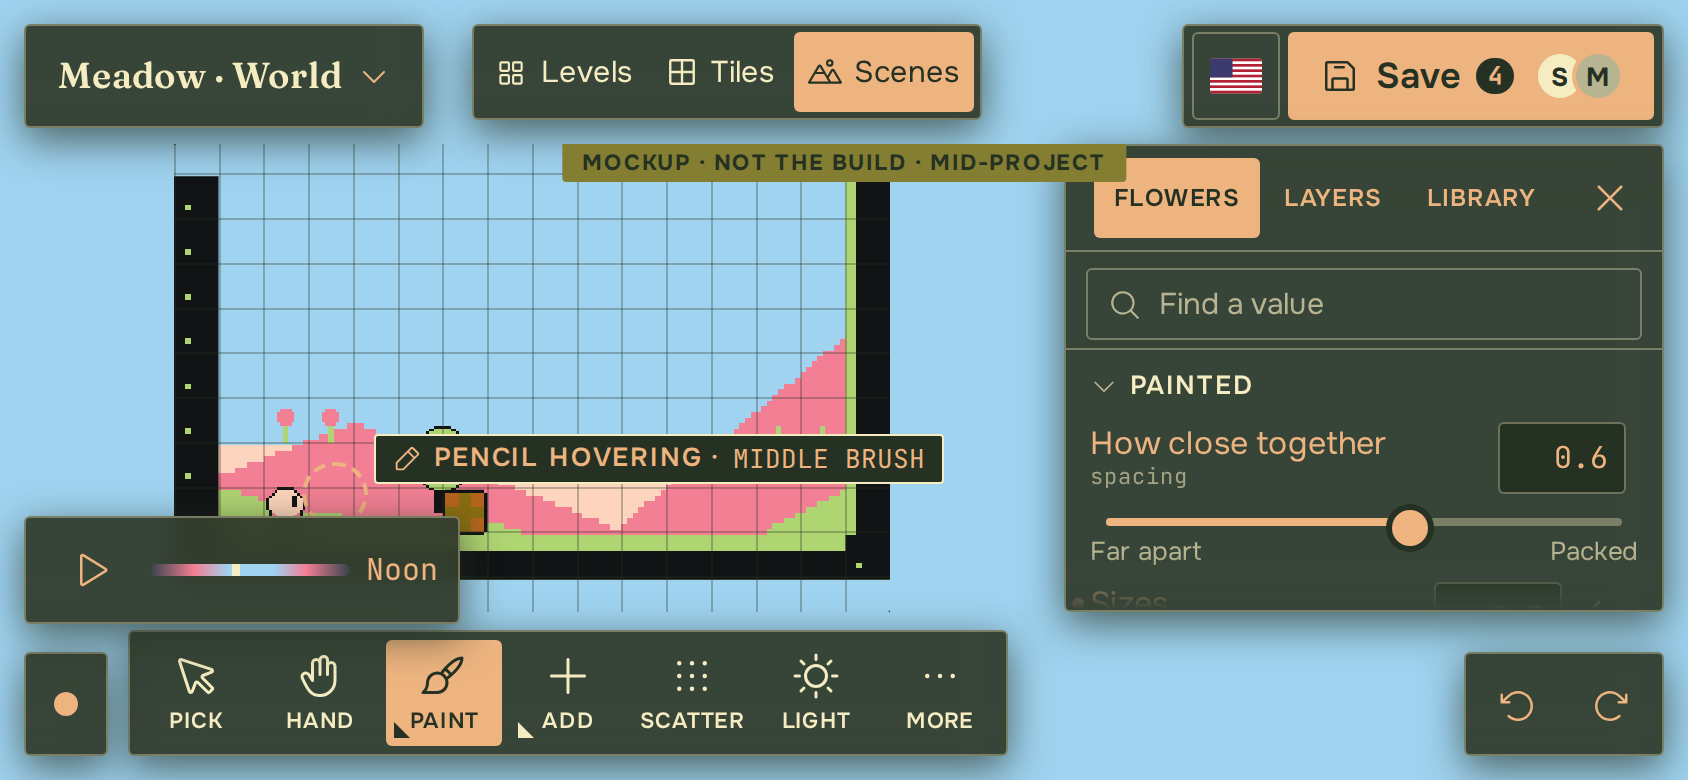 Meadow · World
Levels
Tiles
Scenes
Save 4 S M
MOCKUP · NOT THE BUILD · MID-PROJECT
FLOWERS
LAYERS
LIBRARY
Find a value
PAINTED
How close together
spacing
0.6
Far apart
Packed
Sizes
PENCIL HOVERING · MIDDLE BRUSH
Noon
PICK
HAND
PAINT
ADD
SCATTER
LIGHT
MORE